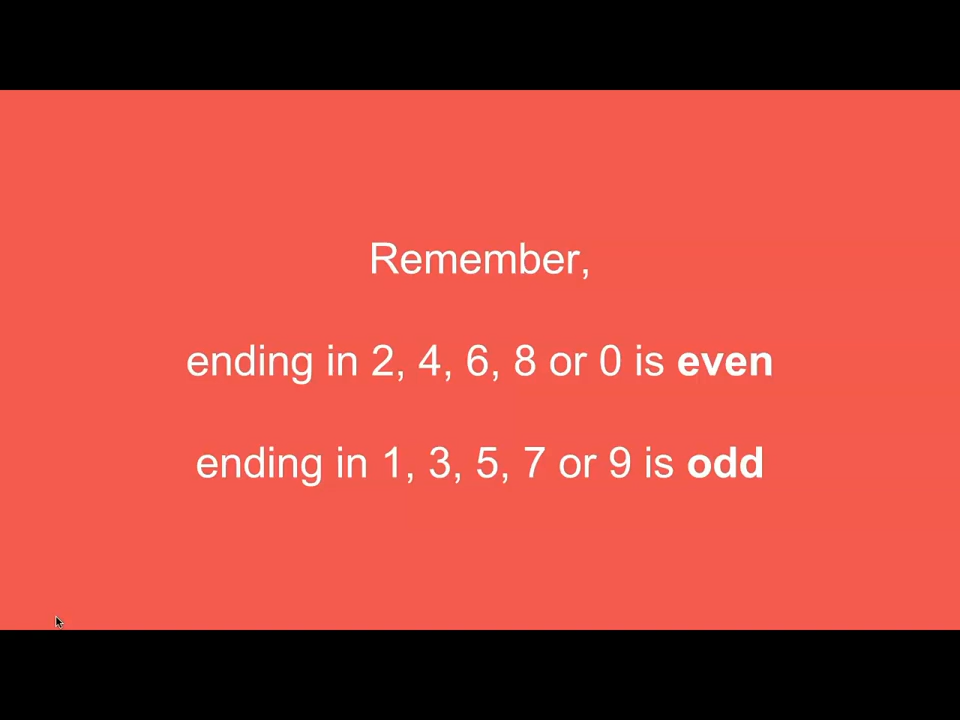 Remember,
ending in 2, 4, 6, 8 or 0 is even
ending in 1, 3, 5, 7 or 9 is odd